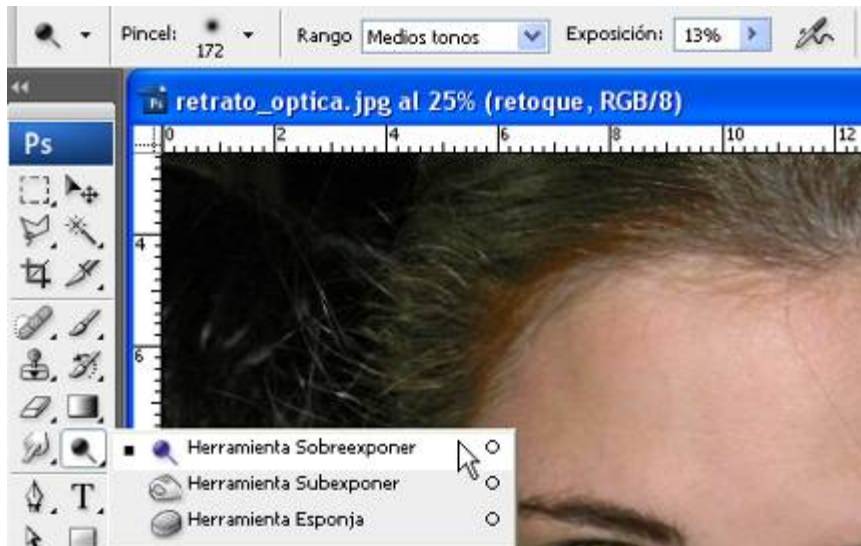 Pincel: 172 Rango Medios tonos Exposición: 13%
retrato_optica.jpg al 25% (retoque, RGB/8)
Ps
0 2 4 6 8 10 12
4
6
T
Herramienta Sobreexponer O
Herramienta Subexponer O
Herramienta Esponja O